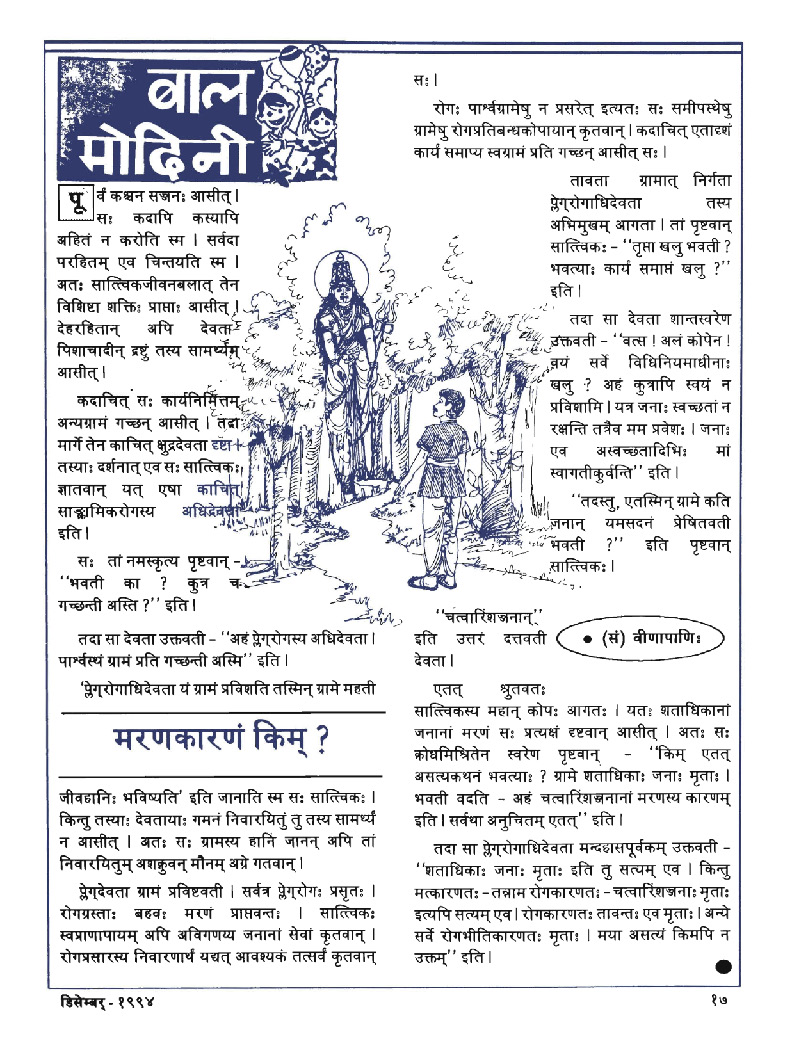 बाल
मोदिनी
पूर्वं कश्चन सज्जनः आसीत् ।
सः कदापि कस्यापि
अहितं न करोति स्म । सर्वदा
परहितम् एव चिन्तयति स्म ।
अतः सात्त्विकजीवनबलात् तेन
विशिष्टा शक्तिः प्राप्ताः आसीत् ।
देहरहितान् अपि देवता
पिशाचादीन् द्रष्टुं तस्य सामर्थ्यम्
आसीत् ।
कदाचित् सः कार्यनिमित्तम्
अन्यग्रामं गच्छन् आसीत् । तदा
मार्गे तेन काचित् क्षुद्रदेवता दृष्टा ।
तस्याः दर्शनात् एव सः सात्त्विकः
ज्ञातवान् यत् एषा काचित्
साङ्क्रामिकरोगस्य अधिदेवता
इति ।
सः तां नमस्कृत्य पृष्टवान् -
"भवती का ? कुत्र च
गच्छन्ती अस्ति ?" इति ।
तदा सा देवता उक्तवती – "अहं प्लेग्‌रोगस्य अधिदेवता ।
पार्श्वस्थं ग्रामं प्रति गच्छन्ती अस्मि" इति ।
'प्लेग्‌रोगाधिदेवता यं ग्रामं प्रविशति तस्मिन् ग्रामे महती
मरणकारणं किम् ?
जीवहानिः भविष्यति' इति जानाति स्म सः सात्त्विकः ।
किन्तु तस्याः देवतायाः गमनं निवारयितुं तु तस्य सामर्थ्यं
न आसीत् । अतः सः ग्रामस्य हानिं जानन् अपि तां
निवारयितुम् अशक्नुवन् मौनम् अग्रे गतवान् ।
प्लेग्‌देवता ग्रामं प्रविष्टवती । सर्वत्र प्लेग्‌रोगः प्रसृतः ।
रोगग्रस्ताः बहवः मरणं प्राप्तवन्तः । सात्त्विकः
स्वप्राणापायम् अपि अविगणय्य जनानां सेवां कृतवान् ।
रोगप्रसारस्य निवारणार्थं यद्यत् आवश्यकं तत्सर्वं कृतवान्
सः ।
रोगः पार्श्वग्रामेषु न प्रसरेत् इत्यतः सः समीपस्थेषु
ग्रामेषु रोगप्रतिबन्धकोपायान् कृतवान् । कदाचित् एतादृशं
कार्यं समाप्य स्वग्रामं प्रति गच्छन् आसीत् सः ।
तावता ग्रामात् निर्गता
प्लेग्‌रोगाधिदेवता तस्य
अभिमुखम् आगता । तां पृष्टवान्
सात्त्विकः – "तृप्ता खलु भवती ?
भवत्याः कार्यं समाप्तं खलु ?"
इति ।
तदा सा देवता शान्तस्वरेण
उक्तवती – "वत्स ! अलं कोपेन !
वयं सर्वे विधिनियमाधीनाः
खलु ? अहं कुत्रापि स्वयं न
प्रविशामि । यत्र जनाः स्वच्छतां न
रक्षन्ति तत्रैव मम प्रवेशः । जनाः
एव अस्वच्छतादिभिः मां
स्वागतीकुर्वन्ति" इति ।
"तदस्तु, एतस्मिन् ग्रामे कति
जनान् यमसदनं प्रेषितवती
भवती ?" इति पृष्टवान्
सात्त्विकः ।
"चत्वारिंशज्जनान्"
इति उत्तरं दत्तवती
देवता ।
• (सं) वीणापाणिः
एतत् श्रुतवतः
सात्त्विकस्य महान् कोपः आगतः । यतः शताधिकानां
जनानां मरणं सः प्रत्यक्षं दृष्टवान् आसीत् । अतः सः
क्रोधमिश्रितेन स्वरेण पृष्टवान् – "किम् एतत्
असत्यकथनं भवत्याः ? ग्रामे शताधिकाः जनाः मृताः ।
भवती वदति – अहं चत्वारिंशज्जनानां मरणस्य कारणम्
इति । सर्वथा अनुचितम् एतत्" इति ।
तदा सा प्लेग्‌रोगाधिदेवता मन्दहासपूर्वकम् उक्तवती –
"शताधिकाः जनाः मृताः इति तु सत्यम् एव । किन्तु
मत्कारणतः – तन्नाम रोगकारणतः – चत्वारिंशज्जनाः मृताः
इत्यपि सत्यम् एव । रोगकारणतः तावन्तः एव मृताः । अन्ये
सर्वे रोगभीतिकारणतः मृताः । मया असत्यं किमपि न
उक्तम्" इति ।
डिसेम्बर् - १९९४
१७